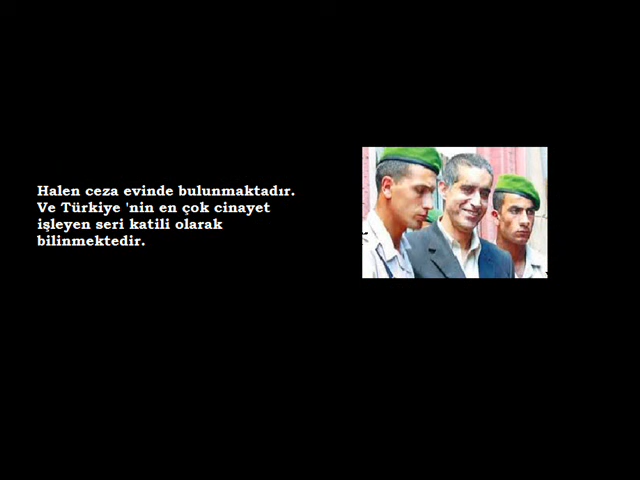 Halen ceza evinde bulunmaktadır.
Ve Türkiye 'nin en çok cinayet
işleyen seri katili olarak
bilinmektedir.